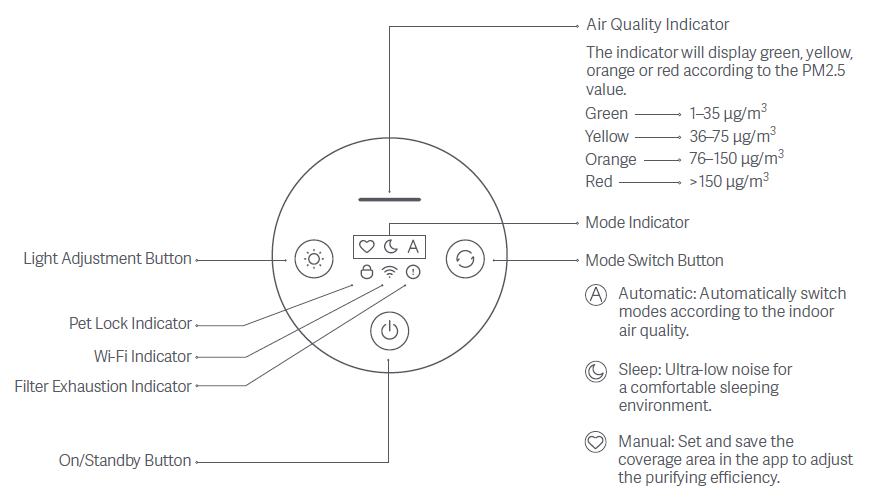 Air Quality Indicator
The indicator will display green, yellow,
orange or red according to the PM2.5
value.
Green 1–35 µg/m³
Yellow 36–75 µg/m³
Orange 76–150 µg/m³
Red >150 µg/m³
Mode Indicator
A
Light Adjustment Button
Mode Switch Button
Pet Lock Indicator
Wi-Fi Indicator
Filter Exhaustion Indicator
On/Standby Button
A Automatic: Automatically switch
modes according to the indoor
air quality.
Sleep: Ultra-low noise for
a comfortable sleeping
environment.
Manual: Set and save the
coverage area in the app to adjust
the purifying efficiency.